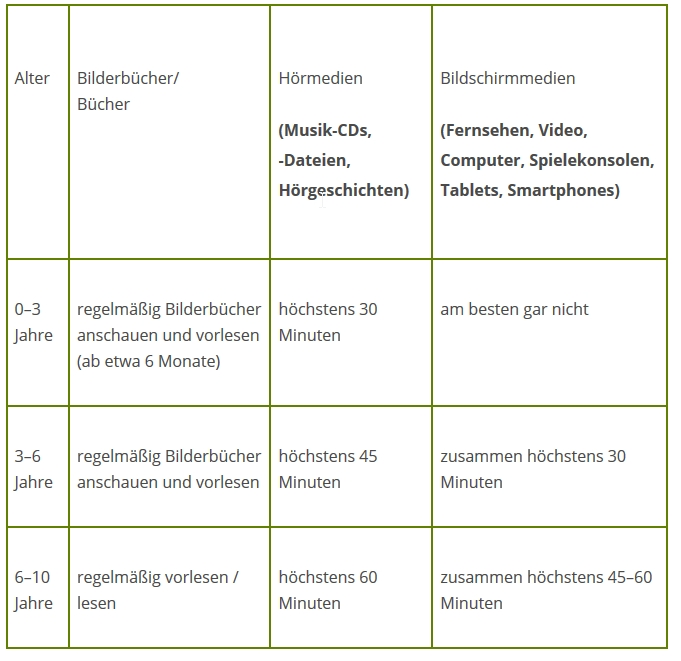 Alter
Bilderbücher/
Bücher
Hörmedien
(Musik-CDs,
-Dateien,
Hörgeschichten)
Bildschirmmedien
(Fernsehen, Video,
Computer, Spielekonsolen,
Tablets, Smartphones)
0–3
Jahre
regelmäßig Bilderbücher
anschauen und vorlesen
(ab etwa 6 Monate)
höchstens 30
Minuten
am besten gar nicht
3–6
Jahre
regelmäßig Bilderbücher
anschauen und vorlesen
höchstens 45
Minuten
zusammen höchstens 30
Minuten
6–10
Jahre
regelmäßig vorlesen /
lesen
höchstens 60
Minuten
zusammen höchstens 45–60
Minuten